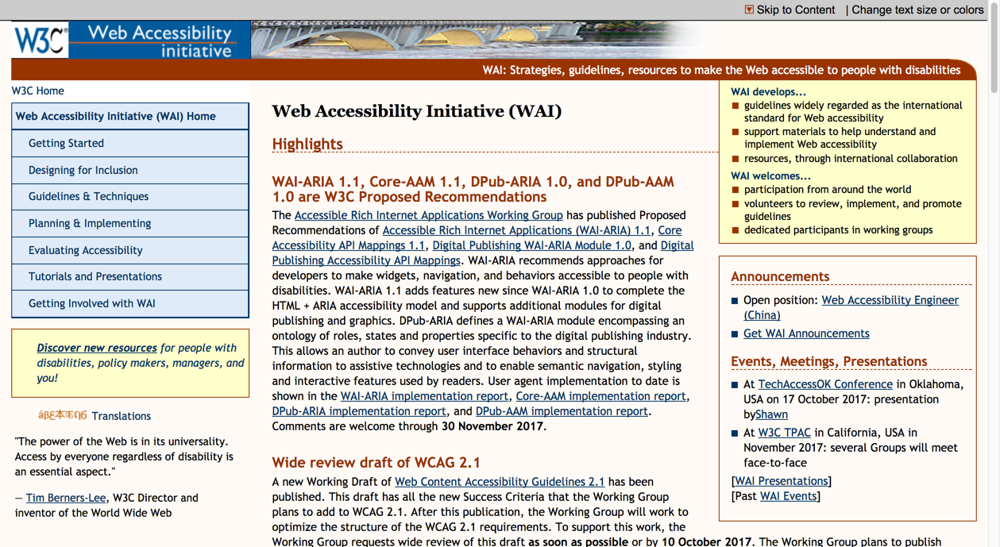 Skip to Content | Change text size or colors
W3C®
Web Accessibility
initiative
WAI: Strategies, guidelines, resources to make the Web accessible to people with disabilities
W3C Home
Web Accessibility Initiative (WAI) Home
Getting Started
Designing for Inclusion
Guidelines & Techniques
Planning & Implementing
Evaluating Accessibility
Tutorials and Presentations
Getting Involved with WAI
Discover new resources for people with
disabilities, policy makers, managers, and
you!
Translations
"The power of the Web is in its universality.
Access by everyone regardless of disability is
an essential aspect."
— Tim Berners-Lee, W3C Director and
inventor of the World Wide Web
Web Accessibility Initiative (WAI)
Highlights
WAI-ARIA 1.1, Core-AAM 1.1, DPub-ARIA 1.0, and DPub-AAM
1.0 are W3C Proposed Recommendations
The Accessible Rich Internet Applications Working Group has published Proposed
Recommendations of Accessible Rich Internet Applications (WAI-ARIA) 1.1, Core
Accessibility API Mappings 1.1, Digital Publishing WAI-ARIA Module 1.0, and Digital
Publishing Accessibility API Mappings. WAI-ARIA recommends approaches for
developers to make widgets, navigation, and behaviors accessible to people with
disabilities. WAI-ARIA 1.1 adds features new since WAI-ARIA 1.0 to complete the
HTML + ARIA accessibility model and supports additional modules for digital
publishing and graphics. DPub-ARIA defines a WAI-ARIA module encompassing an
ontology of roles, states and properties specific to the digital publishing industry.
This allows an author to convey user interface behaviors and structural
information to assistive technologies and to enable semantic navigation, styling
and interactive features used by readers. User agent implementation to date is
shown in the WAI-ARIA implementation report, Core-AAM implementation report,
DPub-ARIA implementation report, and DPub-AAM implementation report.
Comments are welcome through 30 November 2017.
Wide review draft of WCAG 2.1
A new Working Draft of Web Content Accessibility Guidelines 2.1 has been
published. This draft has all the new Success Criteria that the Working Group
plans to add to WCAG 2.1. After this publication, the Working Group will work to
optimize the structure of the WCAG 2.1 requirements. To support this work, the
Working Group requests wide review of this draft as soon as possible or by 10 October 2017. The Working Group plans to publish
WAI develops...
guidelines widely regarded as the international
standard for Web accessibility
support materials to help understand and
implement Web accessibility
resources, through international collaboration
WAI welcomes...
participation from around the world
volunteers to review, implement, and promote
guidelines
dedicated participants in working groups
Announcements
Open position: Web Accessibility Engineer
(China)
Get WAI Announcements
Events, Meetings, Presentations
At TechAccessOK Conference in Oklahoma,
USA on 17 October 2017: presentation
byShawn
At W3C TPAC in California, USA in
November 2017: several Groups will meet
face-to-face
[WAI Presentations]
[Past WAI Events]